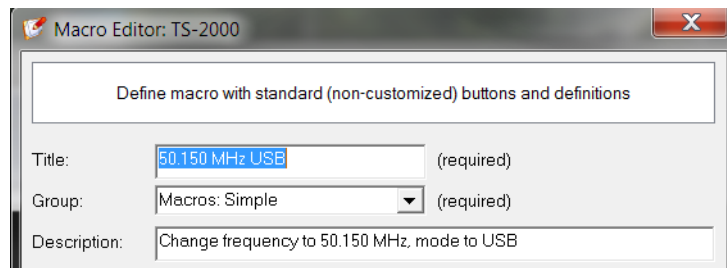 Macro Editor: TS-2000
Define macro with standard (non-customized) buttons and definitions
Title: 50.150 MHz USB (required)
Group: Macros: Simple (required)
Description: Change frequency to 50.150 MHz, mode to USB